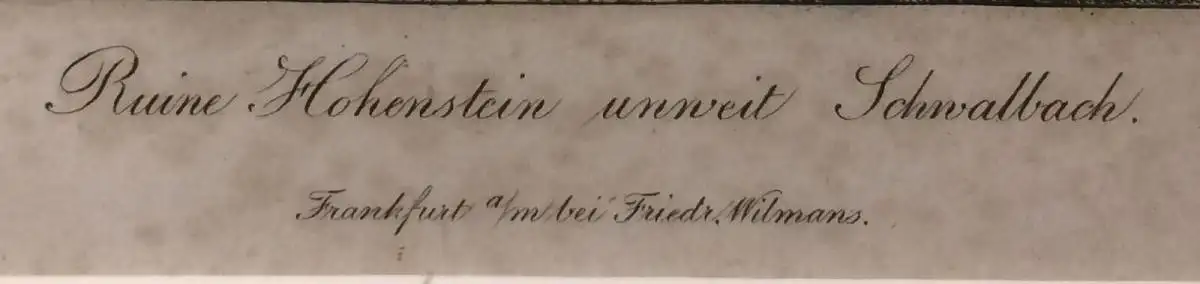 Ruine Hohenstein unweit Schwalbach.
Frankfurt a/m bei Friedr. Wilmans.